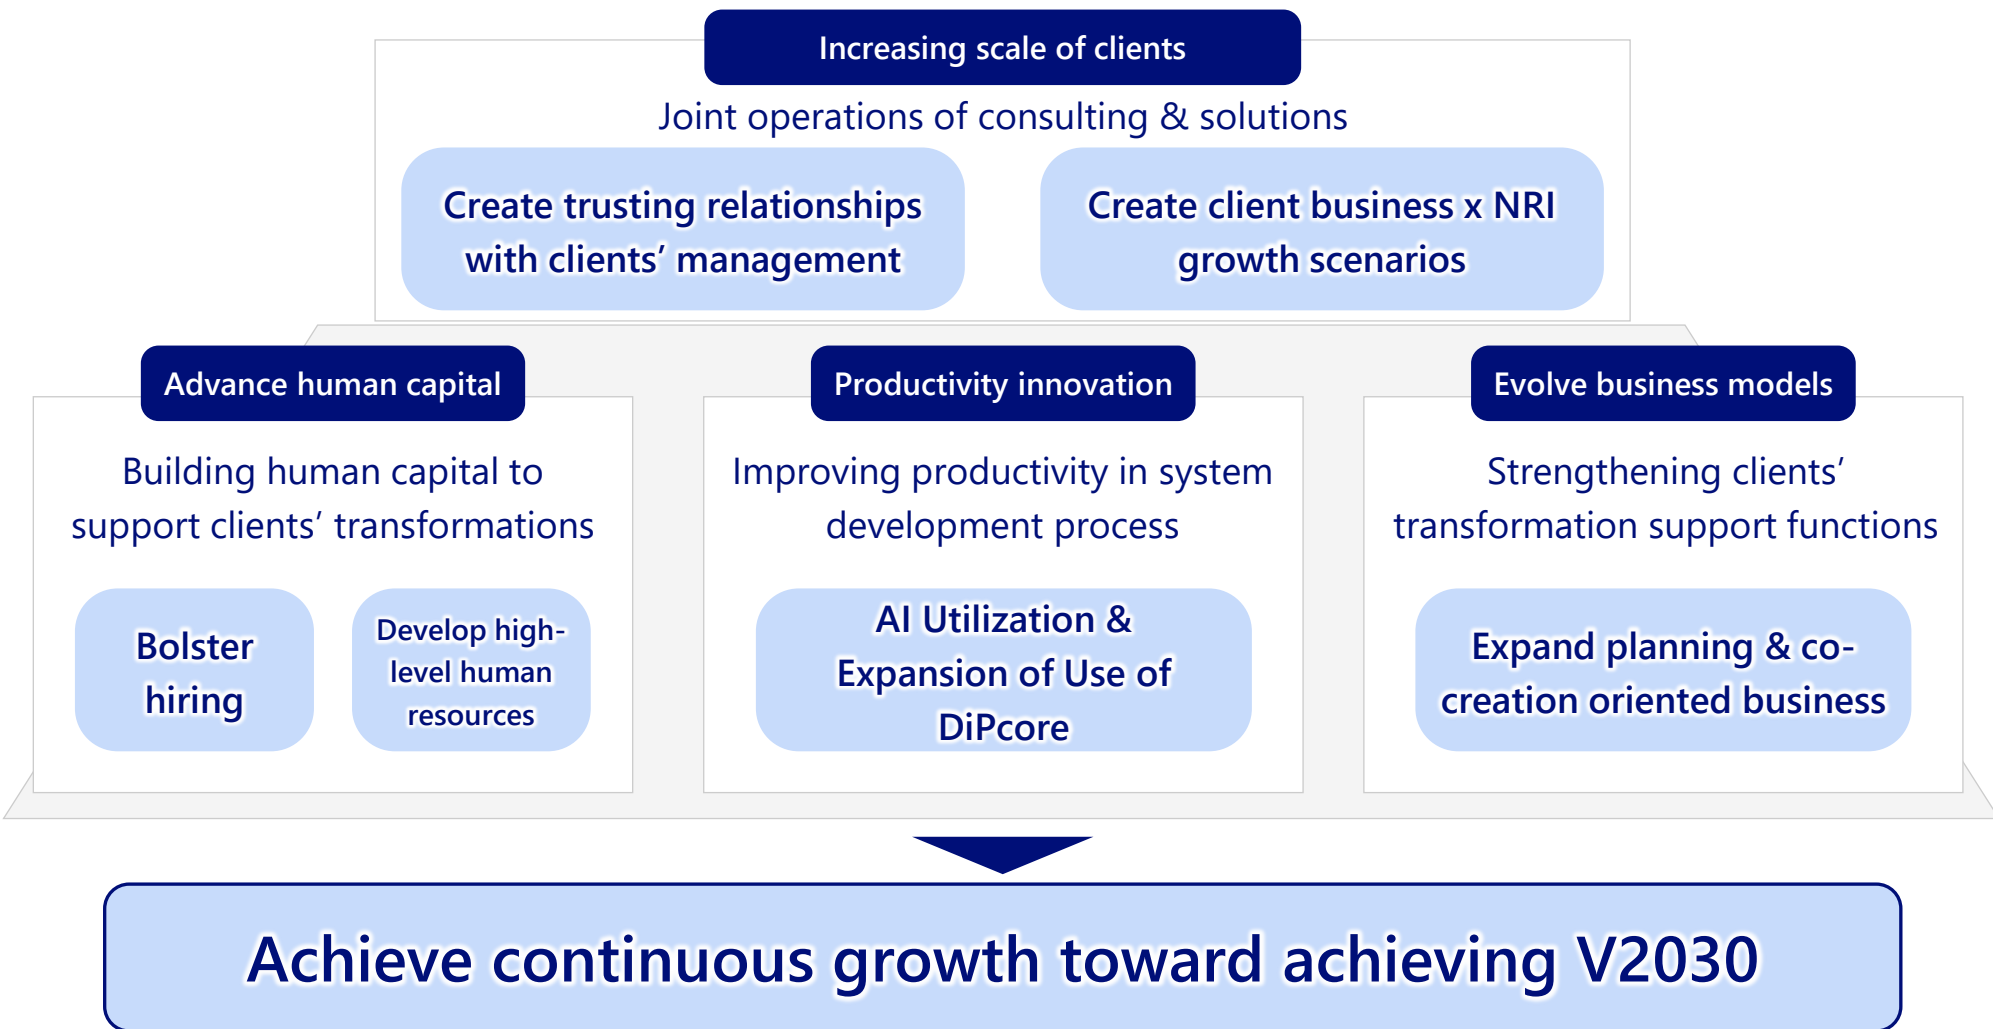 Increasing scale of clients
Joint operations of consulting & solutions
Create trusting relationships
with clients’ management
Create client business x NRI
growth scenarios
Advance human capital
Building human capital to
support clients’ transformations
Bolster
hiring
Develop high-
level human
resources
Productivity innovation
Improving productivity in system
development process
AI Utilization &
Expansion of Use of
DiPcore
Evolve business models
Strengthening clients’
transformation support functions
Expand planning & co-
creation oriented business
Achieve continuous growth toward achieving V2030